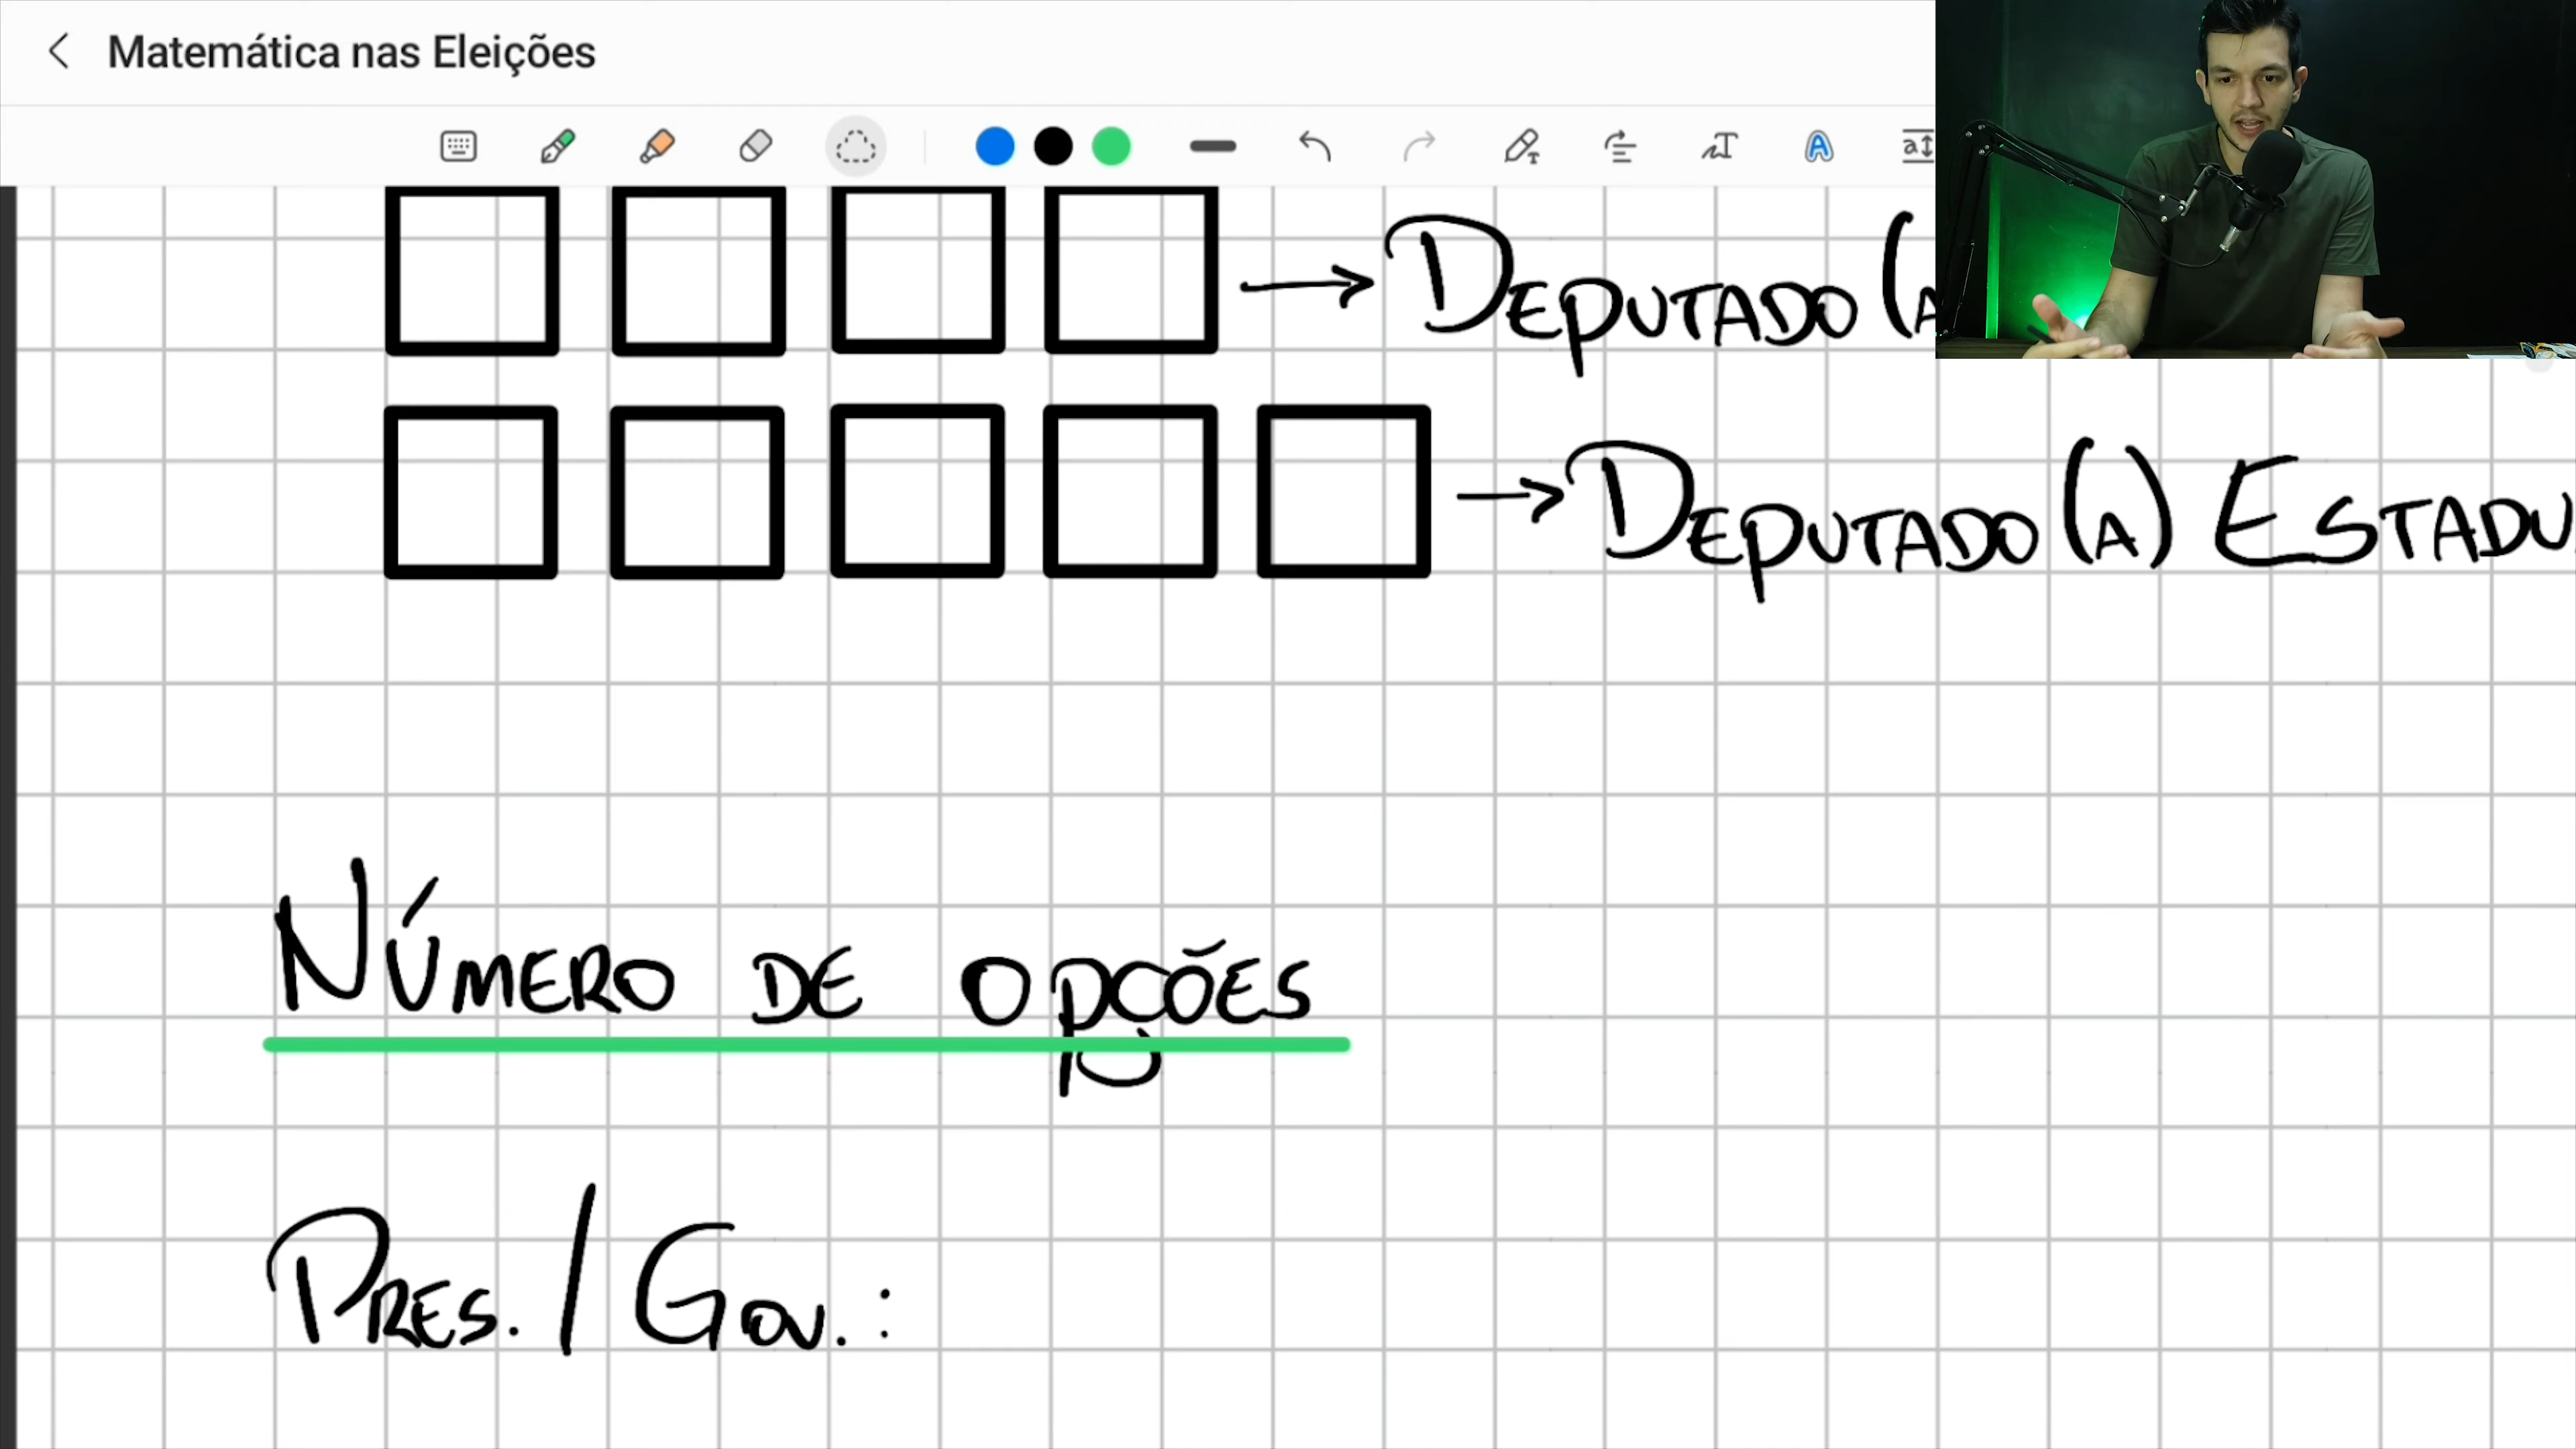 Matemática nas Eleições
DEPUTADO (A
DEPUTADO (A) ESTADU
NÚMERO DE OPÇÕES
PRES. / GOV. :